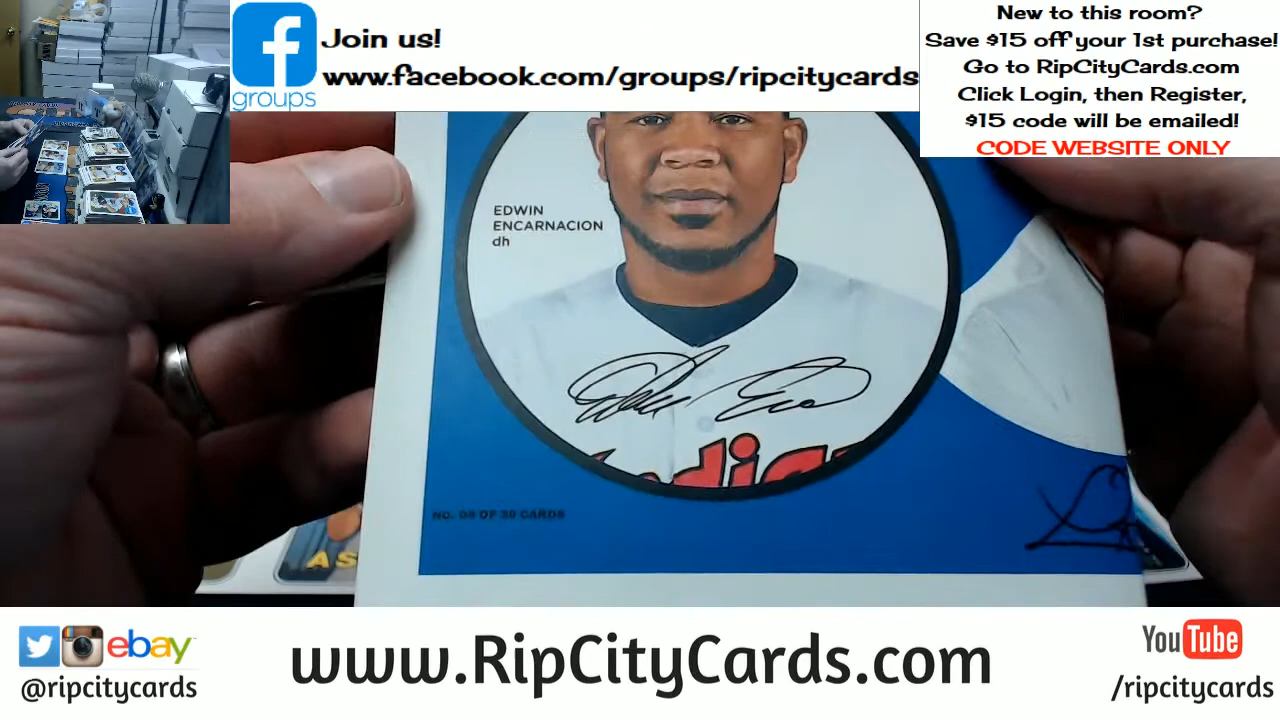 groups
Join us!
www.facebook.com/groups/ripcitycards
New to this room?
Save $15 off your 1st purchase!
Go to RipCityCards.com
Click Login, then Register,
$15 code will be emailed!
CODE WEBSITE ONLY
EDWIN
ENCARNACION
dh
NO. 09 OF 30 CARDS
AS
ebay
@ripcitycards
www.RipCityCards.com
YouTube
/ripcitycards